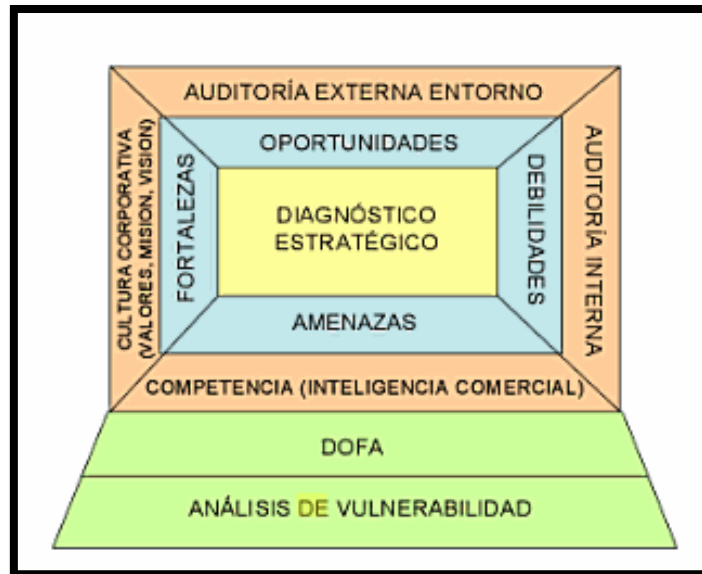 AUDITORÍA EXTERNA ENTORNO
CULTURA CORPORATIVA
(VALORES, MISION, VISION)
FORTALEZAS
OPORTUNIDADES
DIAGNÓSTICO
ESTRATÉGICO
DEBILIDADES
AUDITORÍA INTERNA
AMENAZAS
COMPETENCIA (INTELIGENCIA COMERCIAL)
DOFA
ANÁLISIS DE VULNERABILIDAD